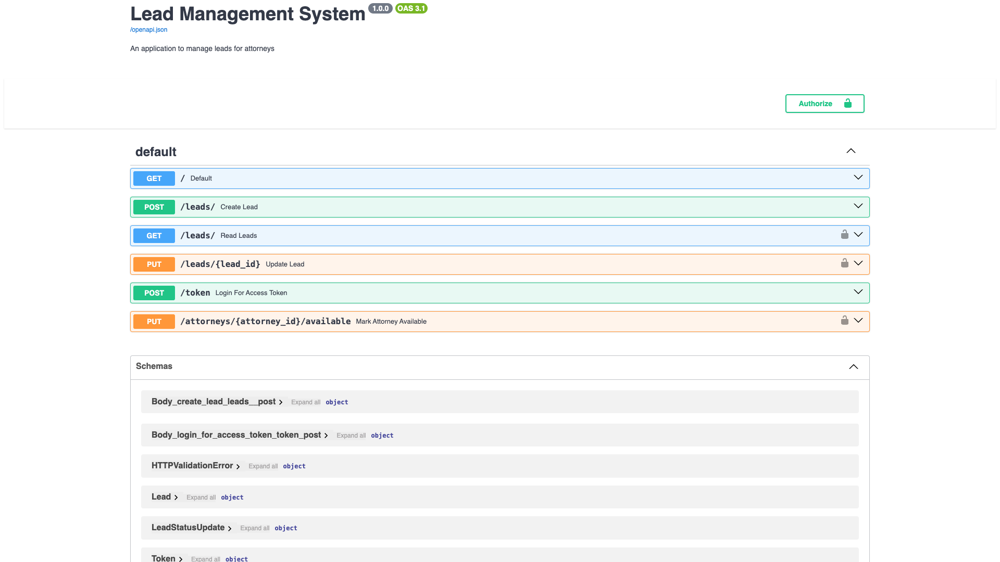 Lead Management System 1.0.0 OAS 3.1
/openapi.json
An application to manage leads for attorneys
Authorize
default
GET / Default
POST /leads/ Create Lead
GET /leads/ Read Leads
PUT /leads/{lead_id} Update Lead
POST /token Login For Access Token
PUT /attorneys/{attorney_id}/available Mark Attorney Available
Schemas
Body_create_lead_leads__post Expand all object
Body_login_for_access_token_token_post Expand all object
HTTPValidationError Expand all object
Lead Expand all object
LeadStatusUpdate Expand all object
Token Expand all object